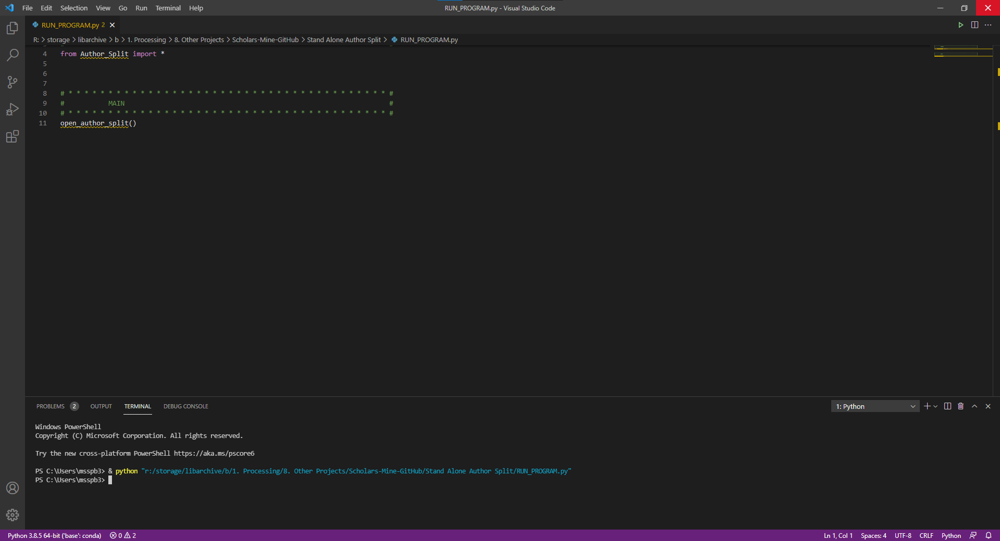 File Edit Selection View Go Run Terminal Help RUN_PROGRAM.py - Visual Studio Code
RUN_PROGRAM.py 2
R: > storage > libarchive > b > 1. Processing > 8. Other Projects > Scholars-Mine-GitHub > Stand Alone Author Split > RUN_PROGRAM.py
4 from Author_Split import *
5
6
7
8 # * * * * * * * * * * * * * * * * * * * * * * * * * * * * * * * * * * * * * * * * #
9 # MAIN #
10 # * * * * * * * * * * * * * * * * * * * * * * * * * * * * * * * * * * * * * * * * #
11 open_author_split()
PROBLEMS 2 OUTPUT TERMINAL DEBUG CONSOLE 1: Python
Windows PowerShell
Copyright (C) Microsoft Corporation. All rights reserved.
Try the new cross-platform PowerShell https://aka.ms/pscore6
PS C:\Users\msspb3> & python "r:/storage/libarchive/b/1. Processing/8. Other Projects/Scholars-Mine-GitHub/Stand Alone Author Split/RUN_PROGRAM.py"
PS C:\Users\msspb3>
Python 3.8.5 64-bit ('base': conda) 0 2 Ln 1, Col 1 Spaces: 4 UTF-8 CRLF Python